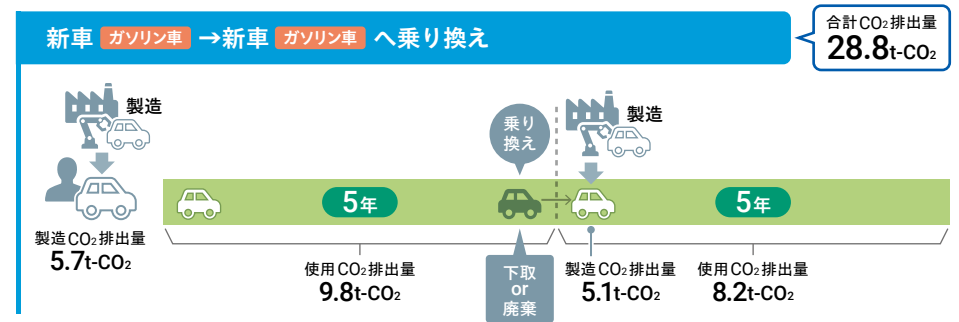 新車 ガソリン車 →新車 ガソリン車 へ乗り換え
合計CO₂排出量
28.8t-CO₂
製造
乗り
換え
製造
5年
5年
製造CO₂排出量
5.7t-CO₂
使用CO₂排出量
9.8t-CO₂
下取
or
廃棄
製造CO₂排出量
5.1t-CO₂
使用CO₂排出量
8.2t-CO₂